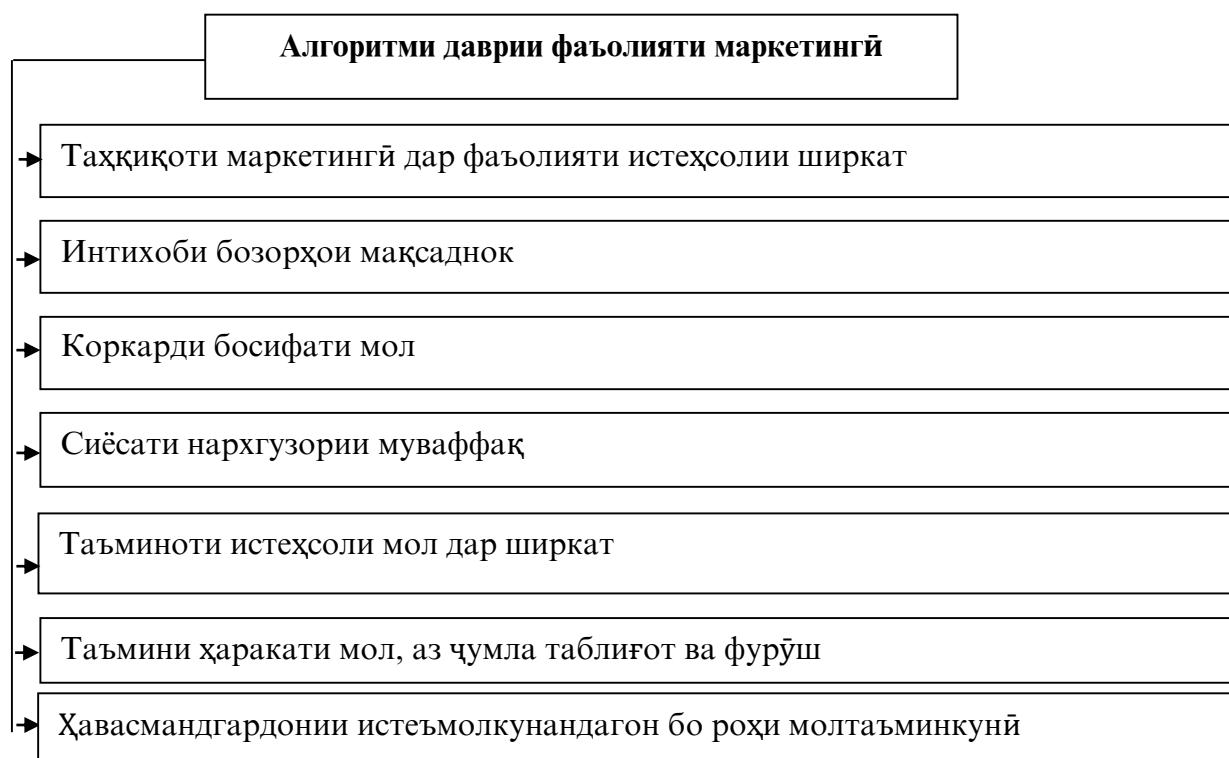 Алгоритми даврии фаъолияти маркетингӣ
Таҳқиқоти маркетингӣ дар фаъолияти истеҳсолии ширкат
Интихоби бозорҳои мақсаднок
Коркарди босифати мол
Сиёсати нархгузории муваффақ
Таъминоти истеҳсоли мол дар ширкат
Таъмини ҳаракати мол, аз ҷумла таблиғот ва фурӯш
Ҳавасмандгардонии истеъмолкунандагон бо роҳи молтаъминкунӣ